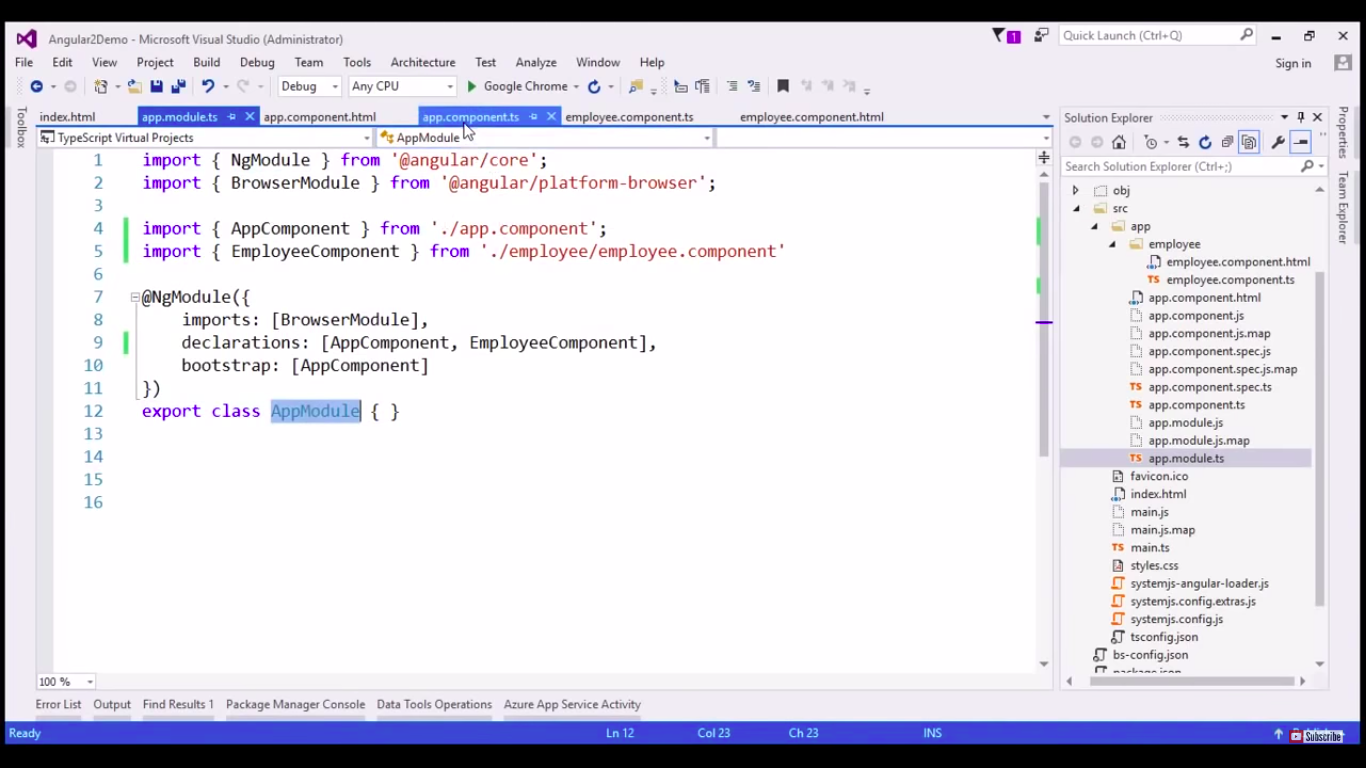 Angular2Demo - Microsoft Visual Studio (Administrator)
1
Quick Launch (Ctrl+Q)
File Edit View Project Build Debug Team Tools Architecture Test Analyze Window Help
Sign in
Debug Any CPU Google Chrome
Toolbox
index.html app.module.ts app.component.html app.component.ts employee.component.ts employee.component.html
TypeScript Virtual Projects AppModule
1 import { NgModule } from '@angular/core';
2 import { BrowserModule } from '@angular/platform-browser';
3
4 import { AppComponent } from './app.component';
5 import { EmployeeComponent } from './employee/employee.component'
6
7 @NgModule({
8 imports: [BrowserModule],
9 declarations: [AppComponent, EmployeeComponent],
10 bootstrap: [AppComponent]
11 })
12 export class AppModule { }
13
14
15
16
100 %
Solution Explorer
Search Solution Explorer (Ctrl+;)
obj
src
app
employee
employee.component.html
TS employee.component.ts
app.component.html
app.component.js
app.component.js.map
app.component.spec.js
app.component.spec.js.map
TS app.component.spec.ts
TS app.component.ts
app.module.js
app.module.js.map
TS app.module.ts
favicon.ico
index.html
main.js
main.js.map
TS main.ts
styles.css
systemjs-angular-loader.js
systemjs.config.extras.js
systemjs.config.js
tsconfig.json
bs-config.json
package.json
Properties
Team Explorer
Error List Output Find Results 1 Package Manager Console Data Tools Operations Azure App Service Activity
Ready Ln 12 Col 23 Ch 23 INS
Subscribe